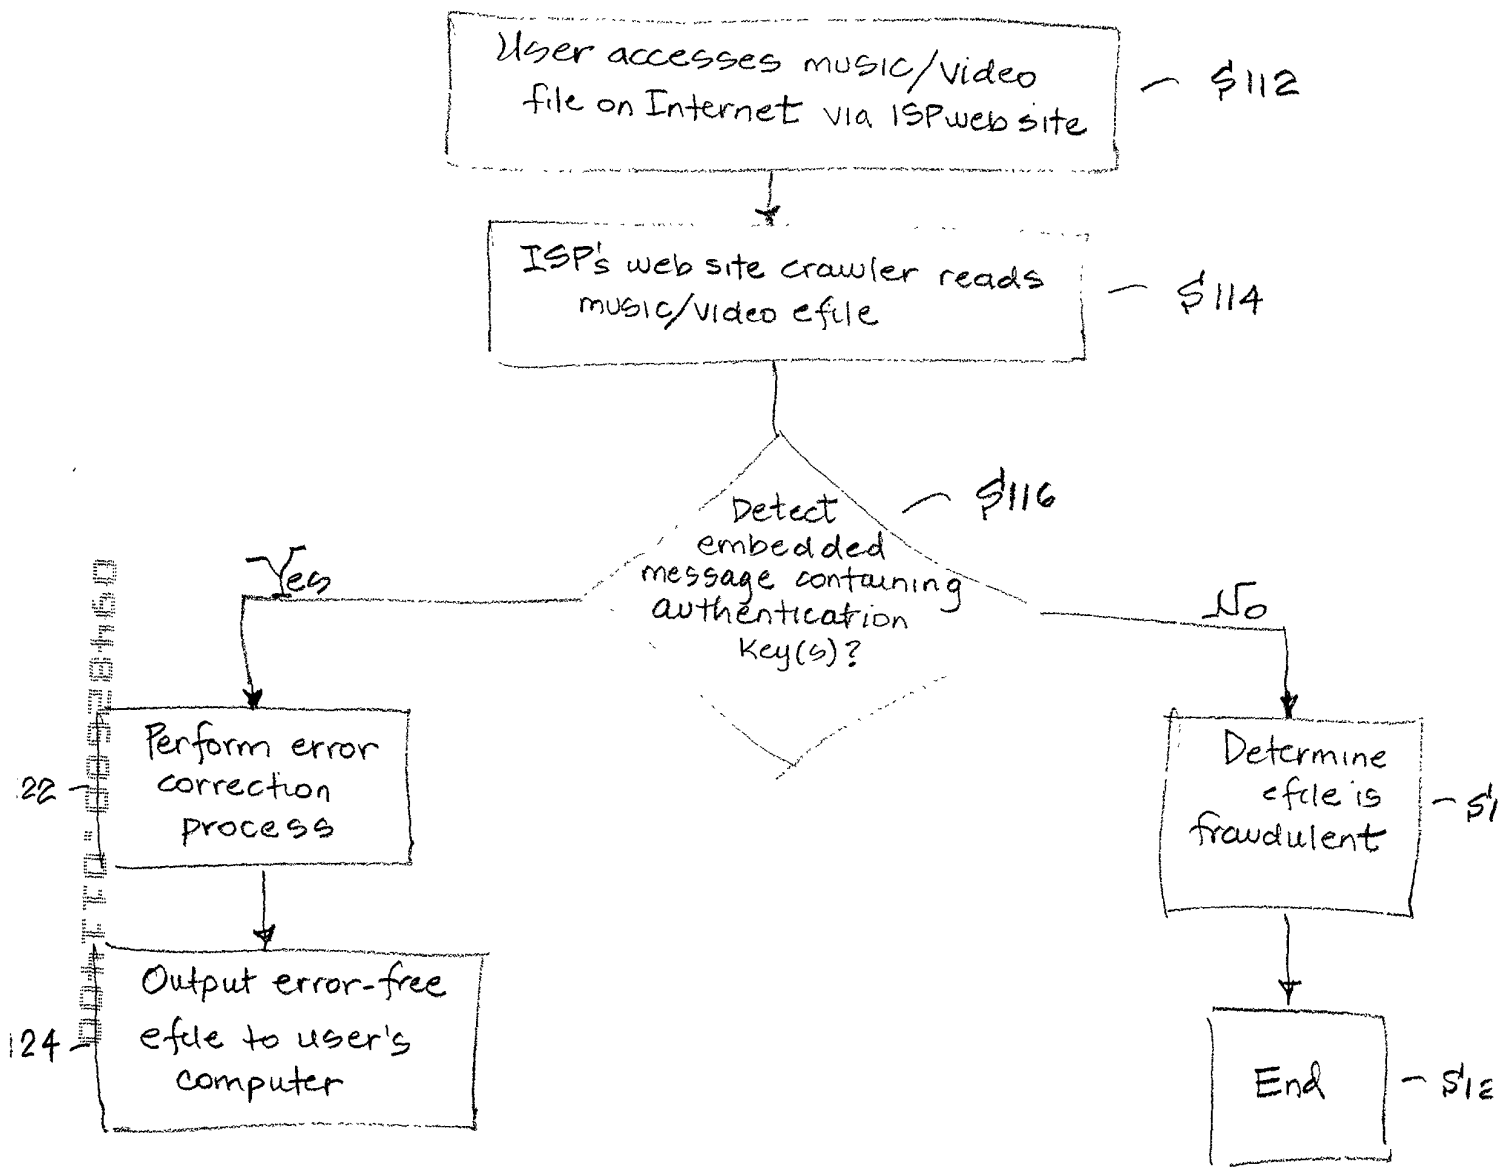 User accesses music/video
file on Internet via ISP web site
S112
ISP's web site crawler reads
music/video efile
S114
Detect
embedded
message containing
authentication
key(s)?
S116
Yes
No
Perform error
correction
process
22
Determine
efile is
fraudulent
S1
Output error-free
efile to user's
computer
124
End
S12